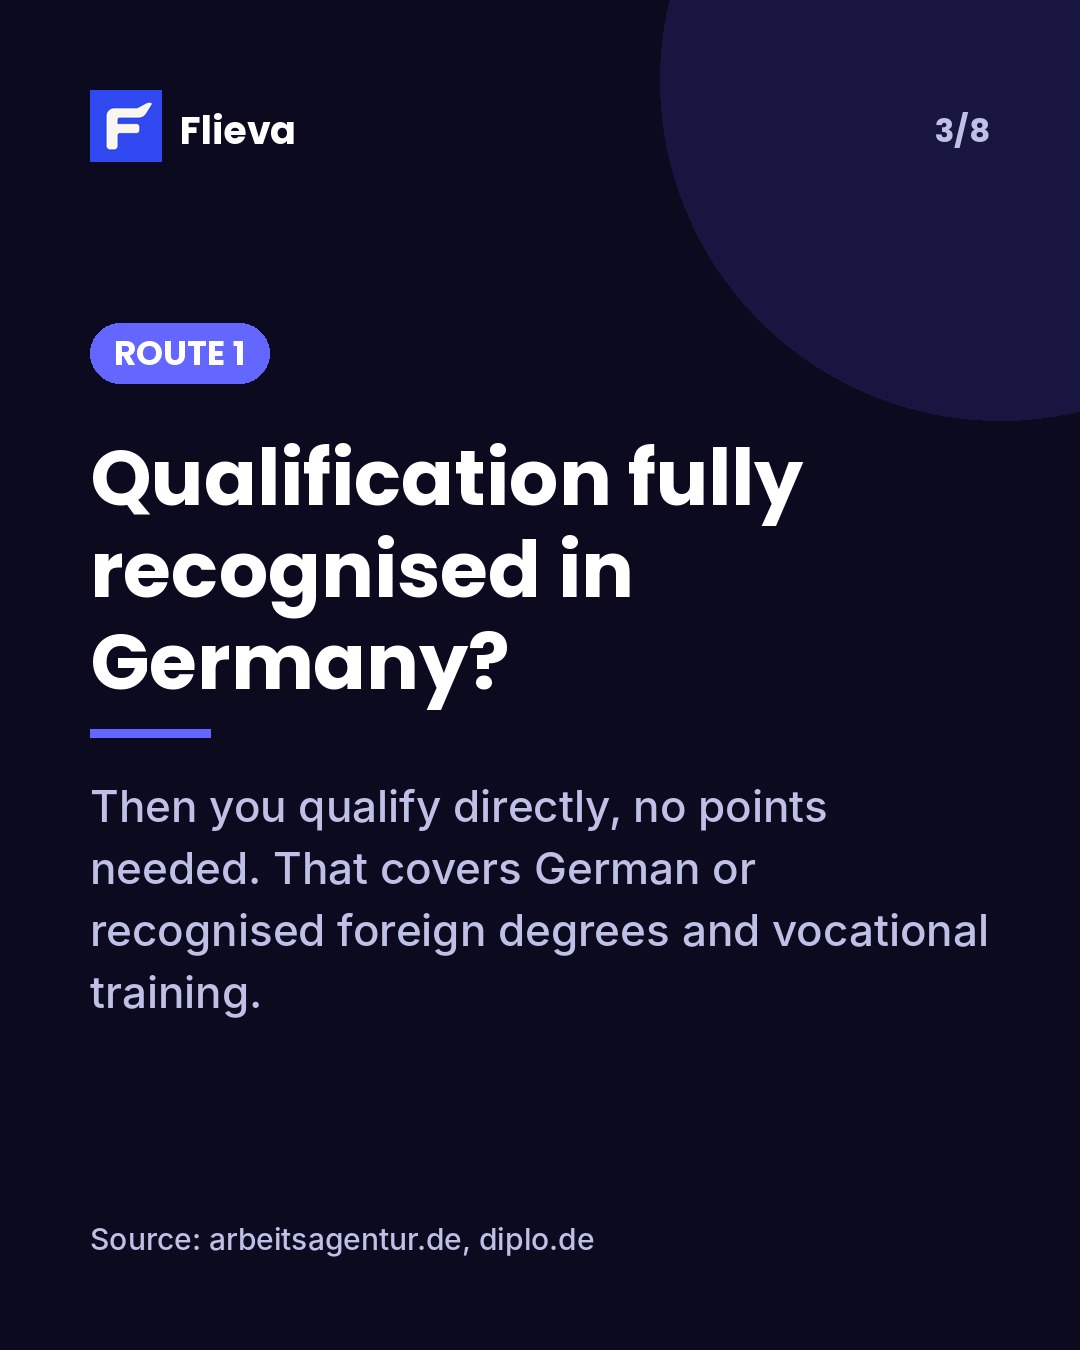 Flieva
3/8
ROUTE 1
Qualification fully
recognised in
Germany?
Then you qualify directly, no points
needed. That covers German or
recognised foreign degrees and vocational
training.
Source: arbeitsagentur.de, diplo.de